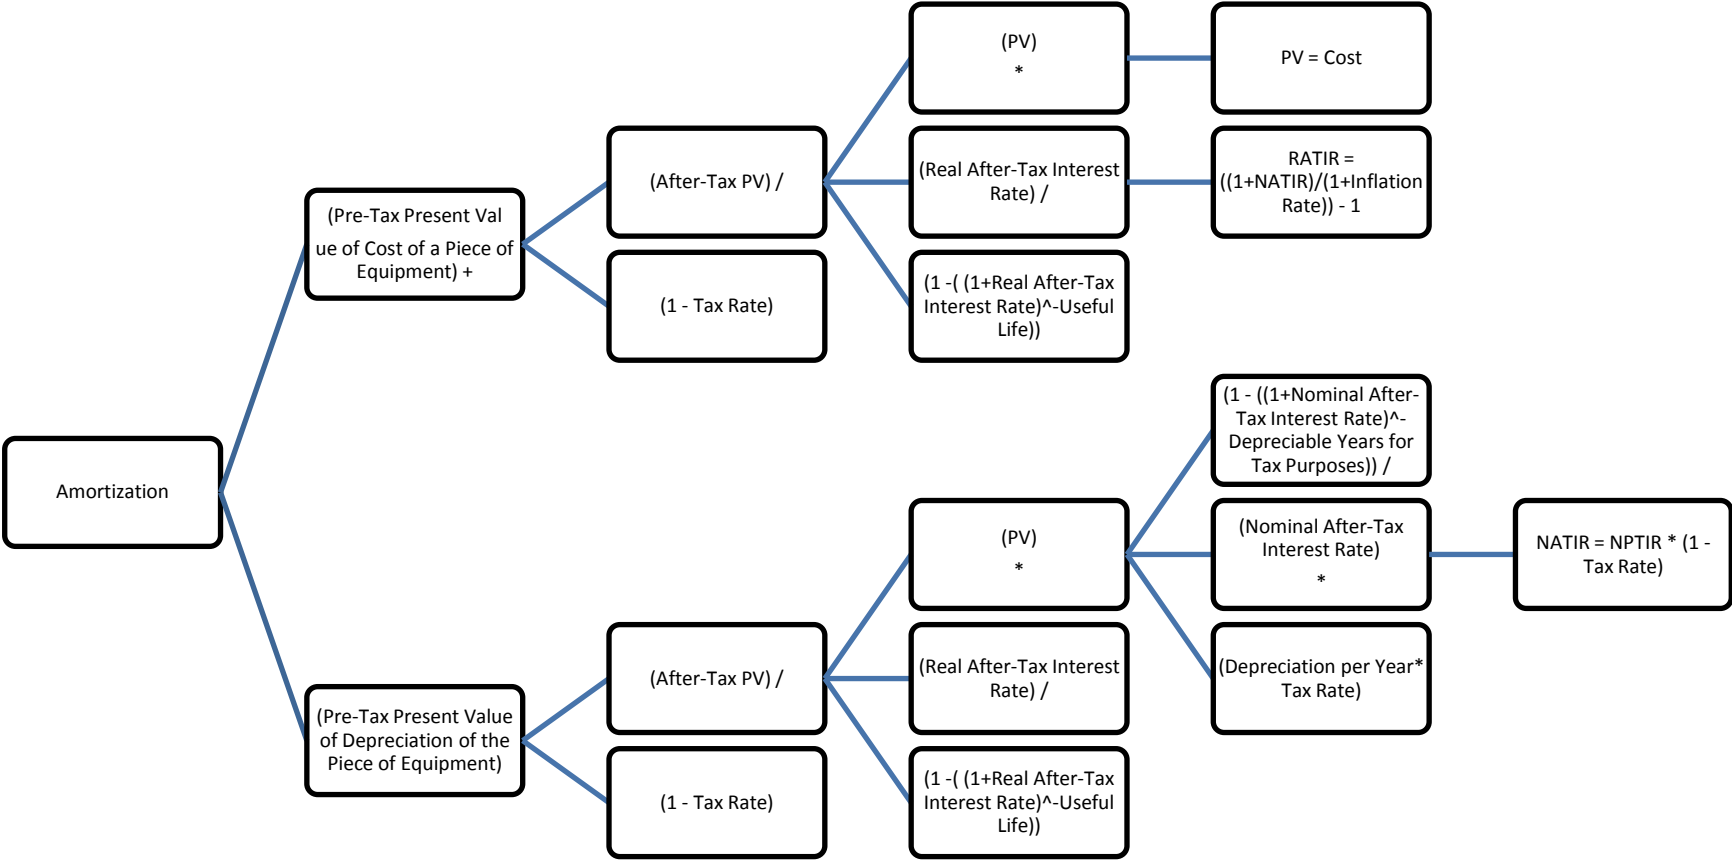 Amortization
(Pre-Tax Present Val
ue of Cost of a Piece of
Equipment) +
(After-Tax PV) /
(PV)
*
PV = Cost
(Real After-Tax Interest
Rate) /
RATIR =
((1+NATIR)/(1+Inflation
Rate)) - 1
(1 -( (1+Real After-Tax
Interest Rate)^-Useful
Life))
(1 - Tax Rate)
(Pre-Tax Present Value
of Depreciation of the
Piece of Equipment)
(After-Tax PV) /
(PV)
*
(1 - ((1+Nominal After-
Tax Interest Rate)^-
Depreciable Years for
Tax Purposes)) /
(Nominal After-Tax
Interest Rate)
*
NATIR = NPTIR * (1 -
Tax Rate)
(Depreciation per Year*
Tax Rate)
(Real After-Tax Interest
Rate) /
(1 -( (1+Real After-Tax
Interest Rate)^-Useful
Life))
(1 - Tax Rate)